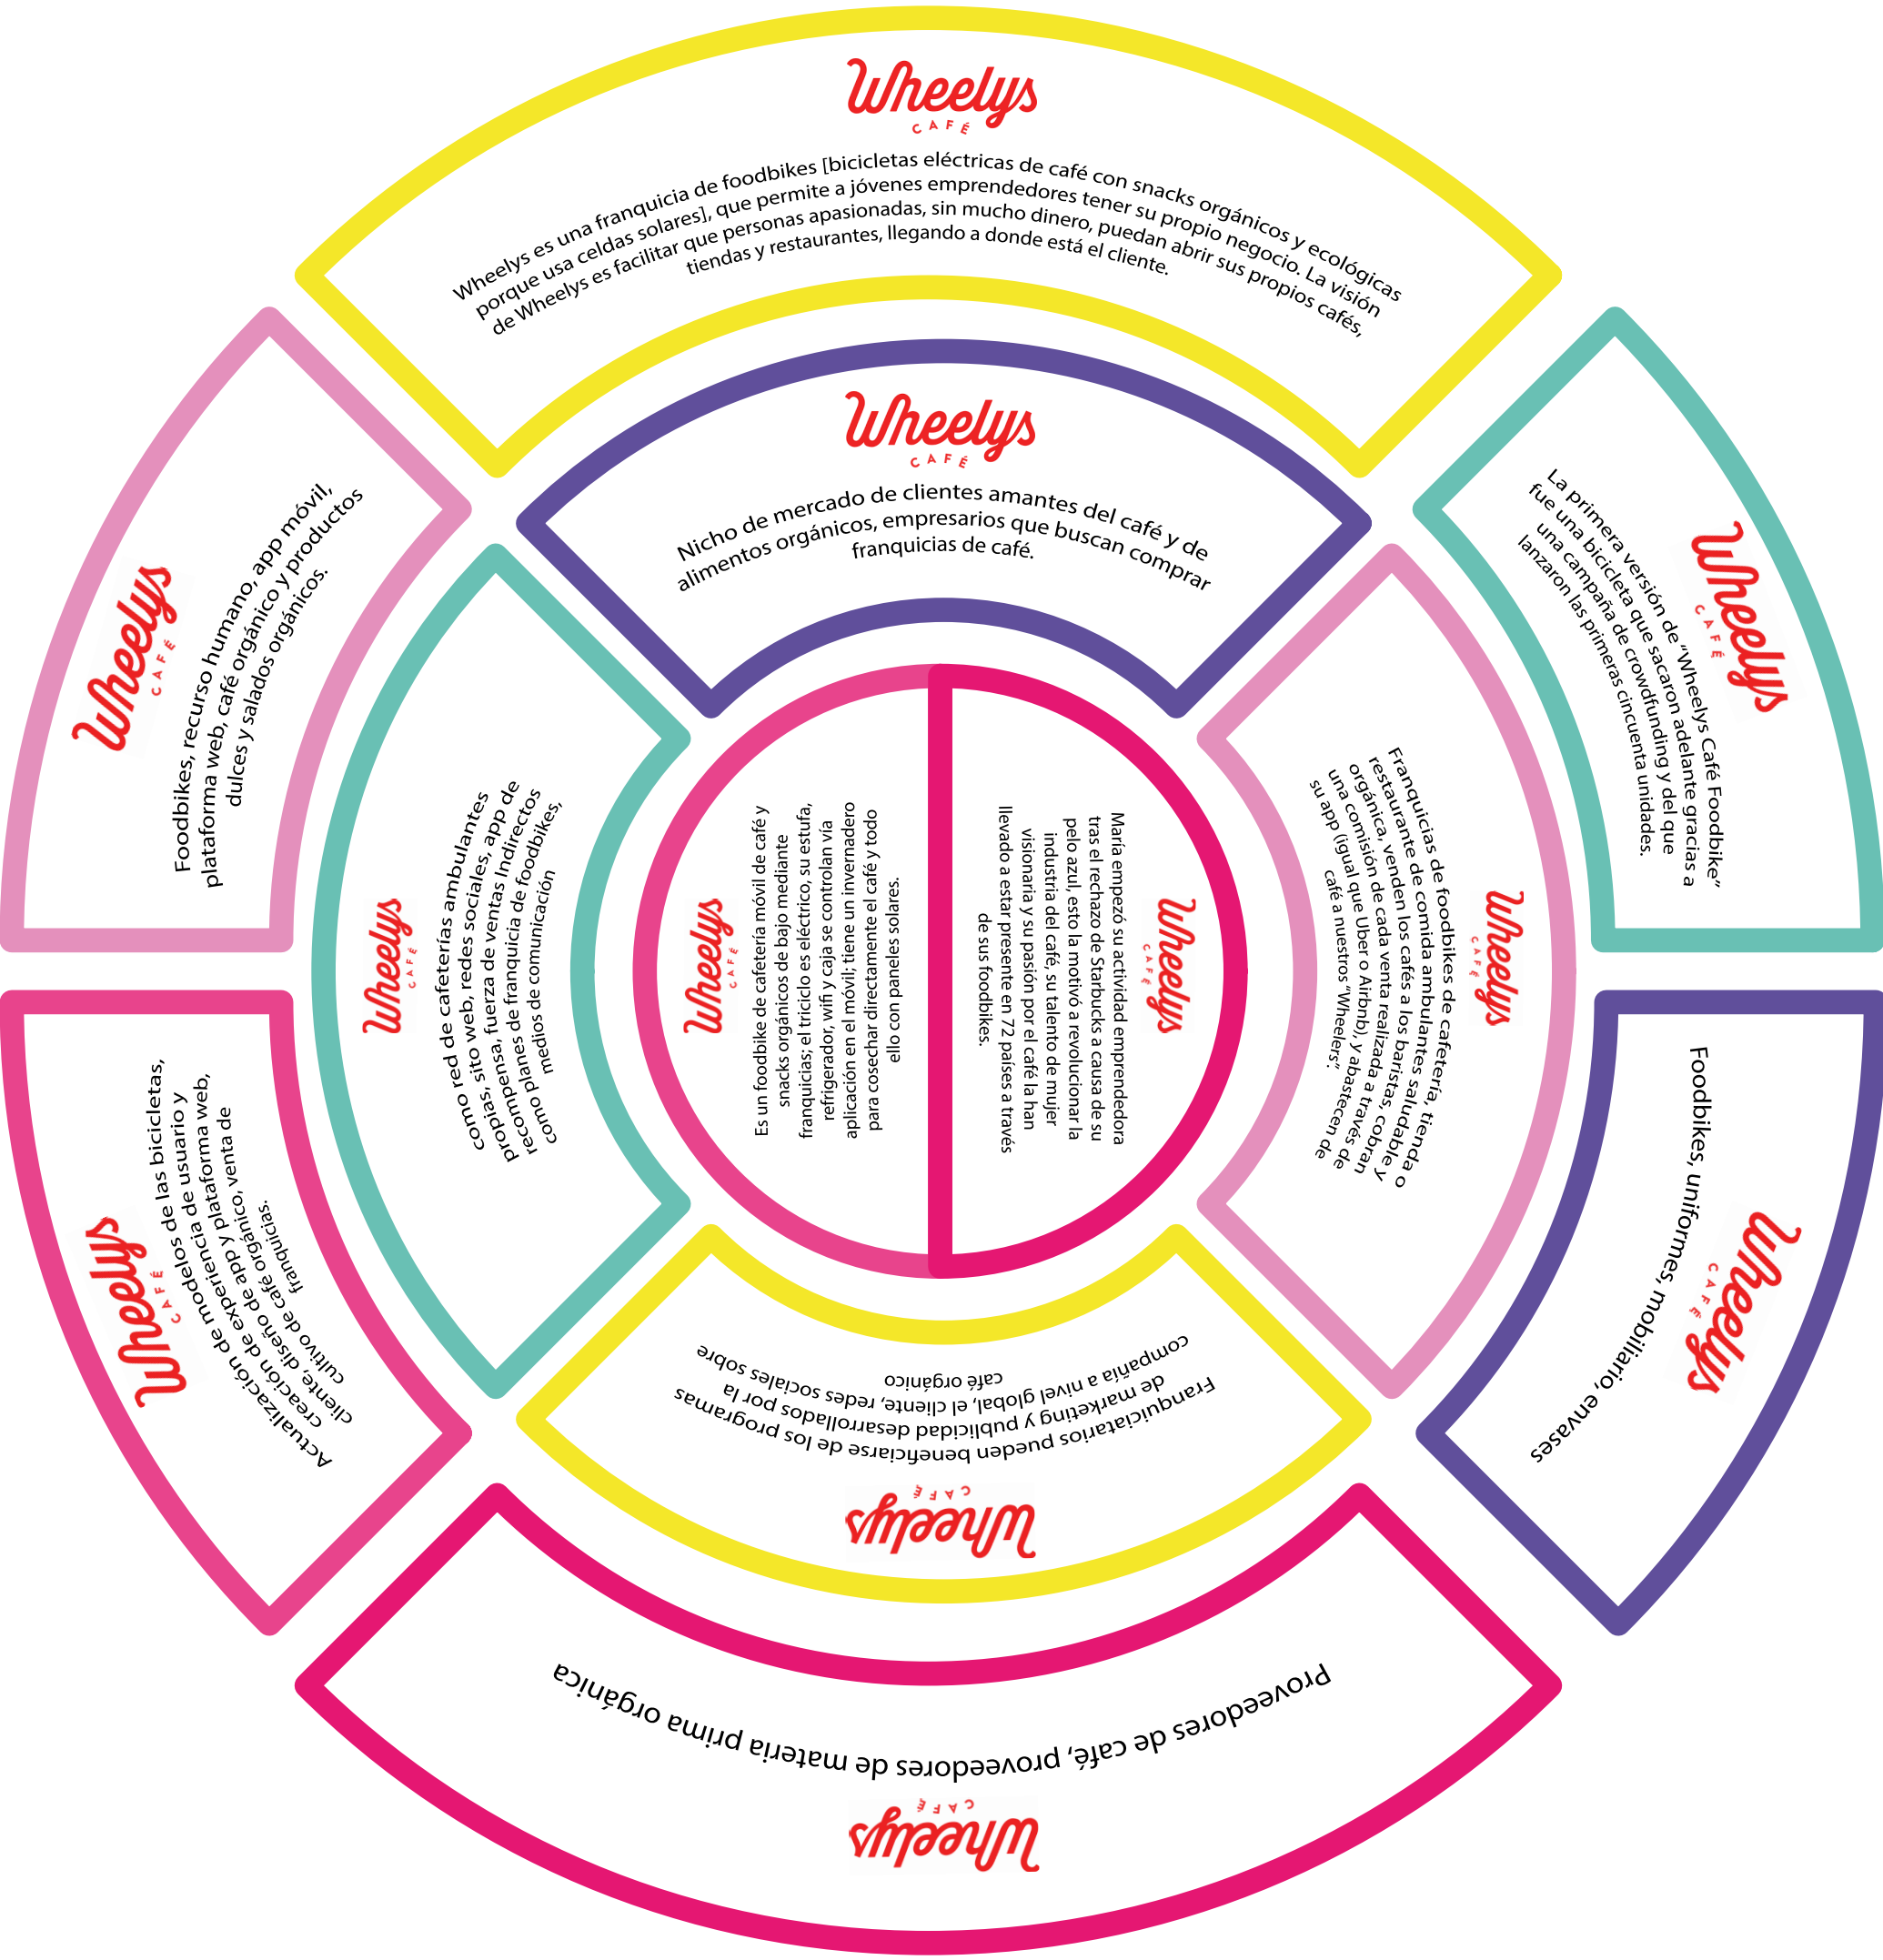 Wheelys
CAFÉ
Wheelys es una franquicia de foodbikes [bicicletas eléctricas de café con snacks orgánicos y ecológicas
porque usa celdas solares], que permite a jóvenes emprendedores tener su propio negocio. La visión
de Wheelys es facilitar que personas apasionadas, sin mucho dinero, puedan abrir sus propios cafés,
tiendas y restaurantes, llegando a donde está el cliente.
Wheelys
CAFÉ
La primera versión de “Wheelys Café Foodbike”
fue una bicicleta que sacaron adelante gracias a
una campaña de crowdfunding y del que
lanzaron las primeras cincuenta unidades.
Wheelys
CAFÉ
Foodbikes, uniformes, mobiliario, envases
Wheelys
CAFÉ
Proveedores de café, proveedores de materia prima orgánica
Wheelys
CAFÉ
Actualización de modelos de las bicicletas,
creación de experiencia de usuario y
cliente, diseño de app y plataforma web,
cultivo de café orgánico, venta de
franquicias.
Wheelys
CAFÉ
Foodbikes, recurso humano, app móvil,
plataforma web, café orgánico y productos
dulces y salados orgánicos.
Wheelys
CAFÉ
Nicho de mercado de clientes amantes del café y de
alimentos orgánicos, empresarios que buscan comprar
franquicias de café.
Wheelys
CAFÉ
Franquicias de foodbikes de cafetería, tienda o
restaurante de comida ambulantes saludable y
orgánica, venden los cafés a los baristas, cobran
una comisión de cada venta realizada a través de
su app (igual que Uber o Airbnb), y abastecen de
café a nuestros “Wheelers”.
Wheelys
CAFÉ
Franquiciatarios pueden beneficiarse de los programas
de marketing y publicidad desarrollados por la
compañía a nivel global, el cliente, redes sociales sobre
café orgánico
Wheelys
CAFÉ
como red de cafeterías ambulantes
propias, sito web, redes sociales, app de
recompensa, fuerza de ventas Indirectos
como planes de franquicia de foodbikes,
medios de comunicación
Wheelys
CAFÉ
Es un foodbike de cafetería móvil de café y
snacks orgánicos de bajo mediante
franquicias; el triciclo es eléctrico, su estufa,
refrigerador, wifi y caja se controlan vía
aplicación en el móvil; tiene un invernadero
para cosechar directamente el café y todo
ello con paneles solares.
Wheelys
CAFÉ
María empezó su actividad emprendedora
tras el rechazo de Starbucks a causa de su
pelo azul, esto la motivó a revolucionar la
industria del café, su talento de mujer
visionaria y su pasión por el café la han
llevado a estar presente en 72 países a través
de sus foodbikes.